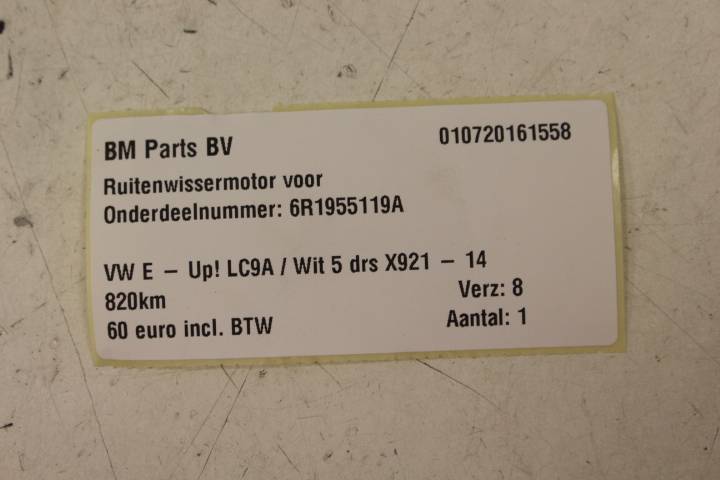 BM Parts BV 010720161558
Ruitenwissermotor voor
Onderdeelnummer: 6R1955119A
VW E – Up! LC9A / Wit 5 drs X921 – 14
820km Verz: 8
60 euro incl. BTW Aantal: 1